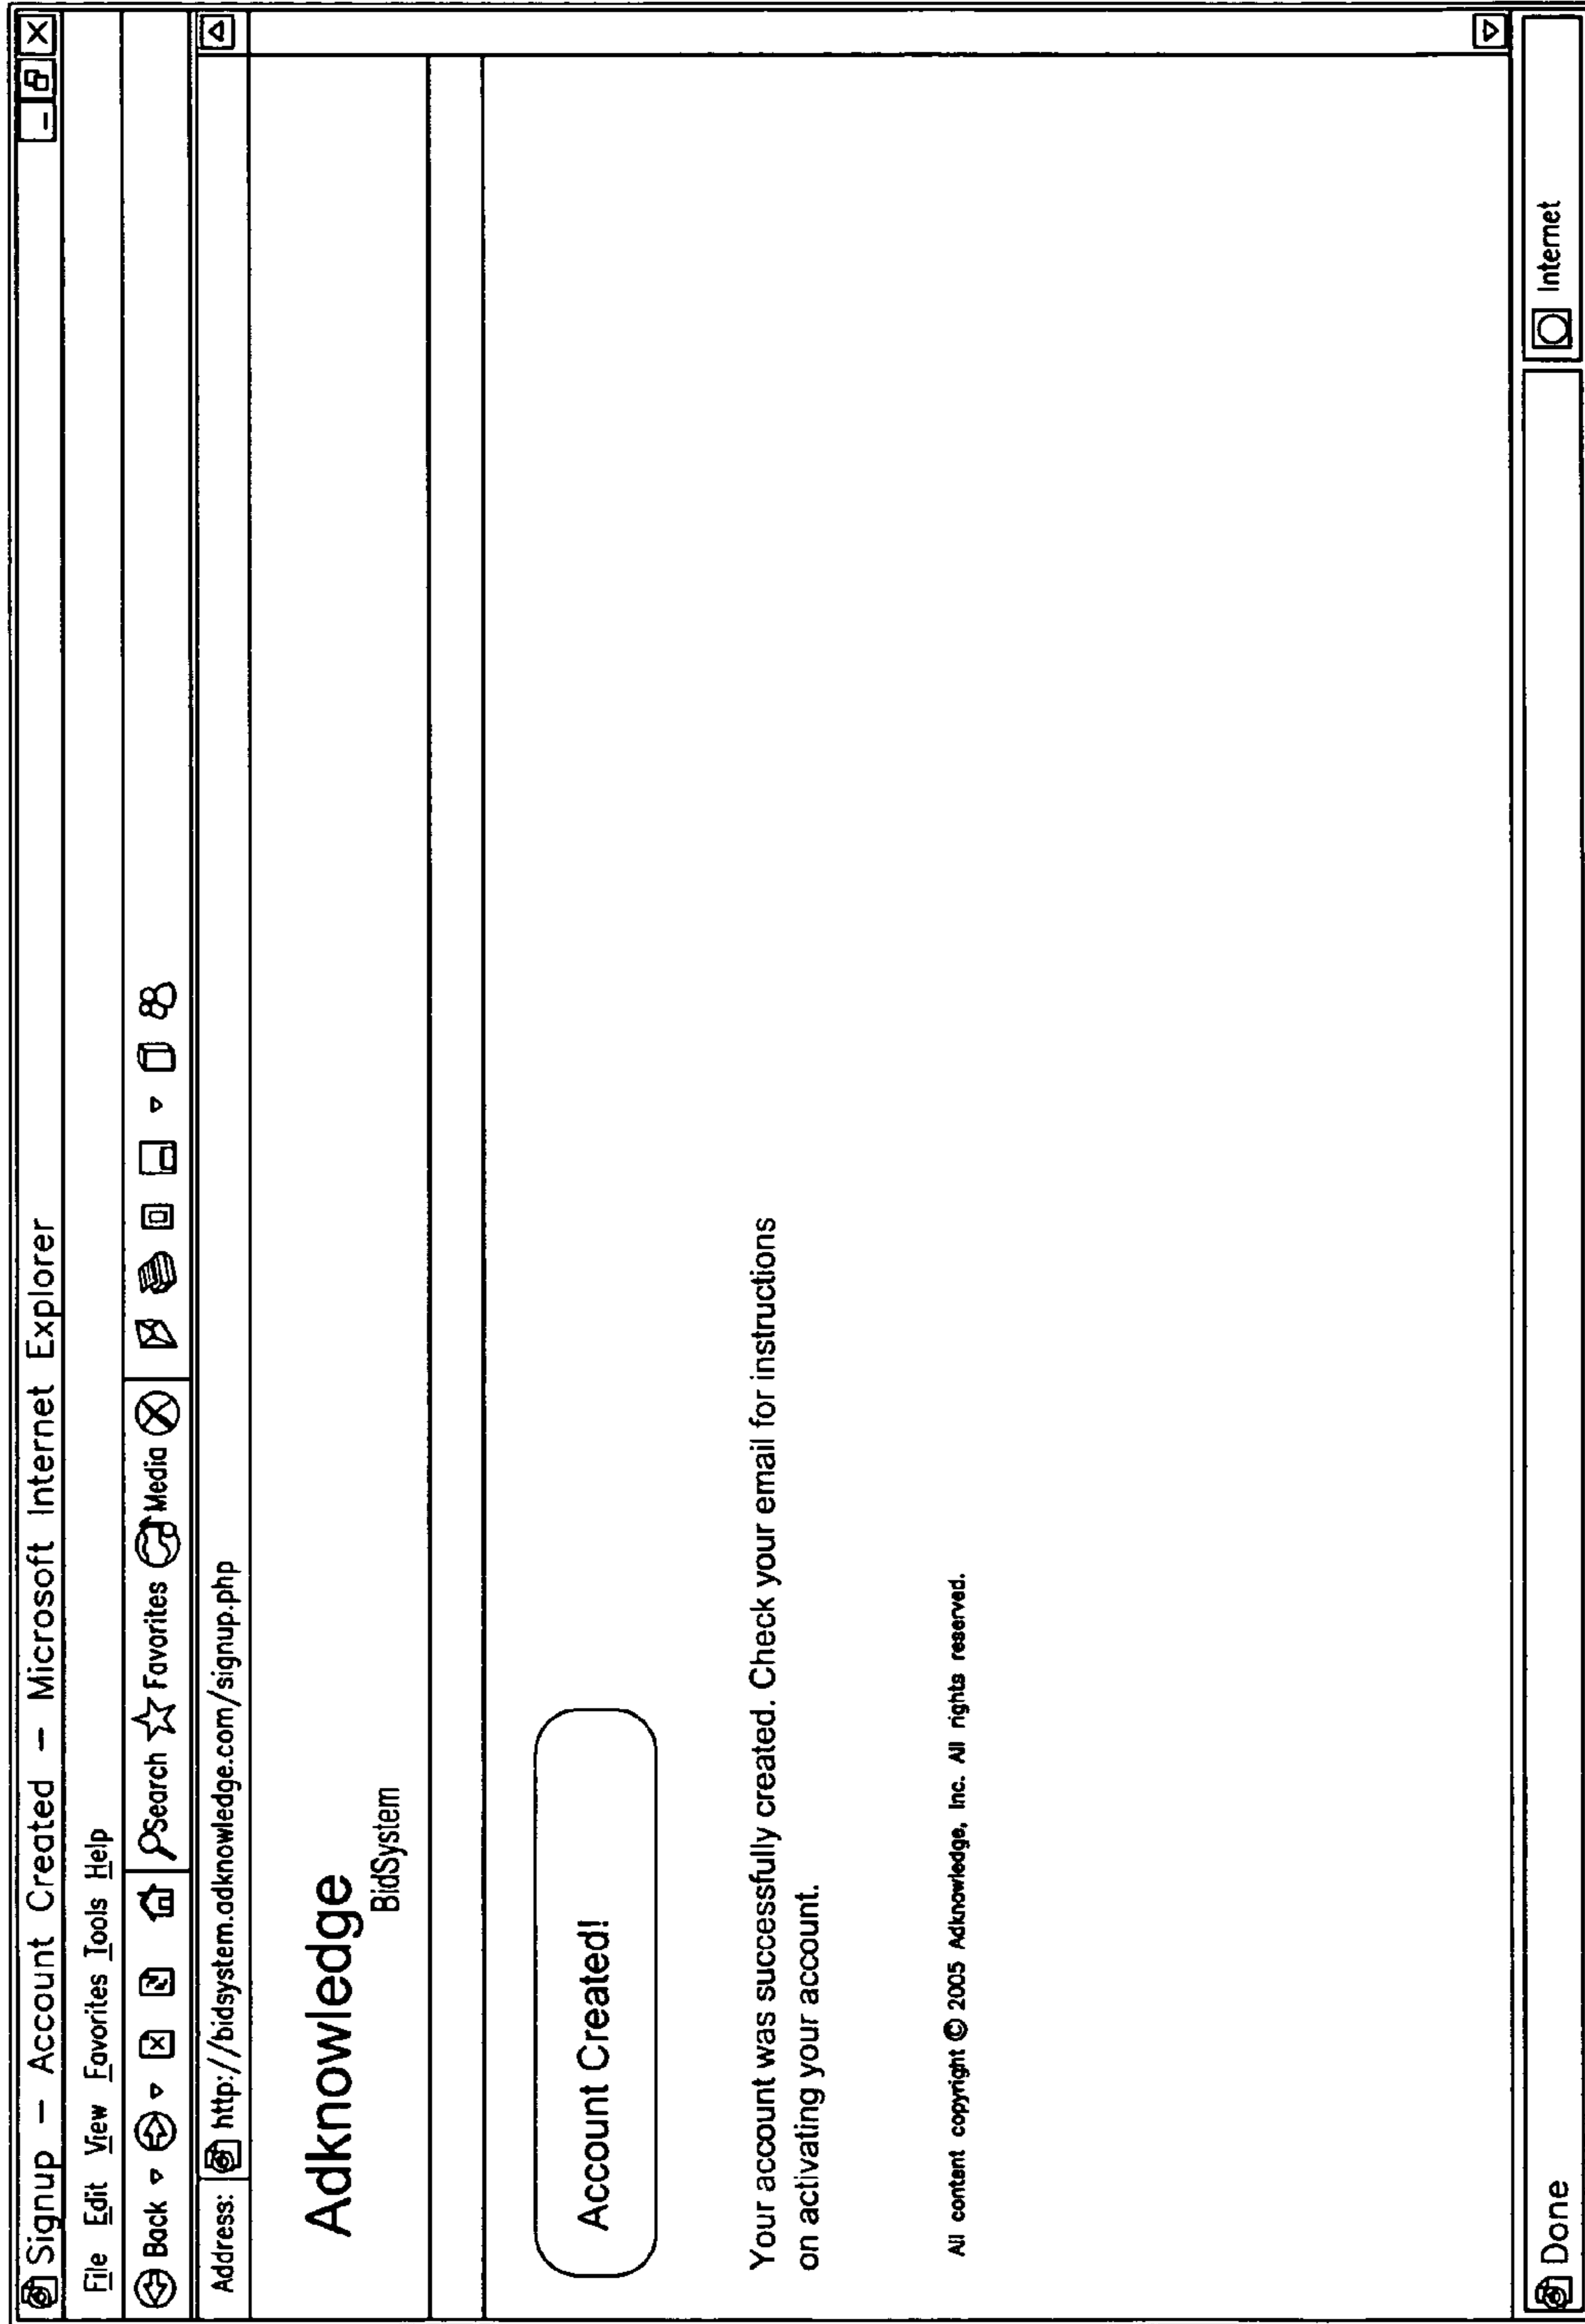 Signup – Account Created – Microsoft Internet Explorer
File Edit View Favorites Tools Help
Back Search Favorites Media
Address: http://bidsystem.adknowledge.com/signup.php
Adknowledge
BidSystem
Account Created!
Your account was successfully created. Check your email for instructions
on activating your account.
All content copyright © 2005 Adknowledge, Inc. All rights reserved.
Done Internet